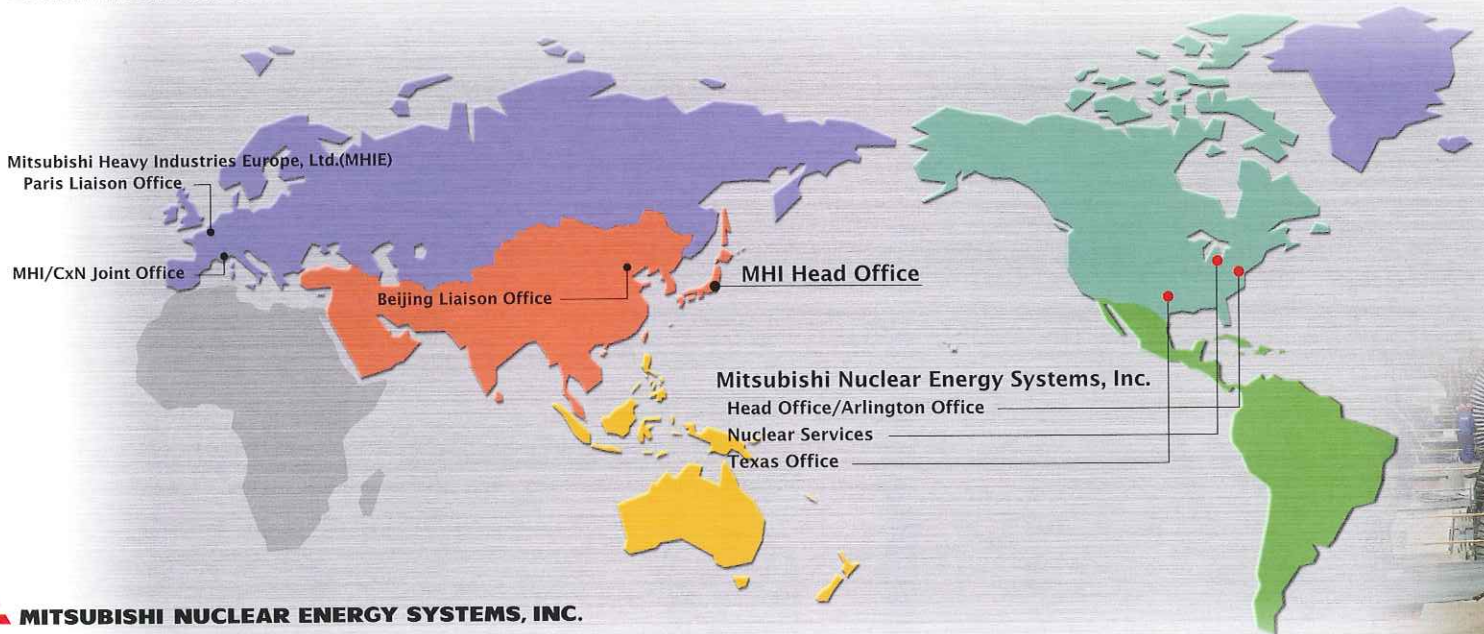 Mitsubishi Heavy Industries Europe, Ltd.(MHIE)
Paris Liaison Office
MHI/CxN Joint Office
Beijing Liaison Office
MHI Head Office
Mitsubishi Nuclear Energy Systems, Inc.
Head Office/Arlington Office
Nuclear Services
Texas Office
MITSUBISHI NUCLEAR ENERGY SYSTEMS, INC.